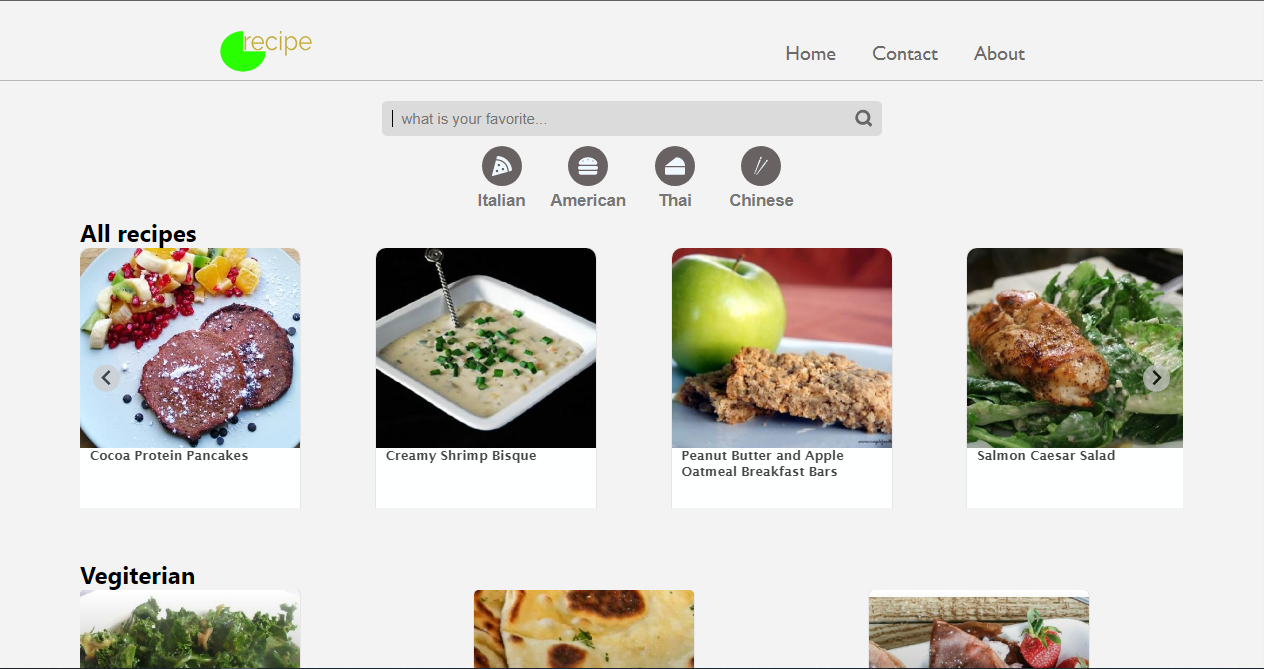 recipe
Home Contact About
what is your favorite...
Italian American Thai Chinese
All recipes
Cocoa Protein Pancakes
Creamy Shrimp Bisque
Peanut Butter and Apple
Oatmeal Breakfast Bars
Salmon Caesar Salad
Vegiterian